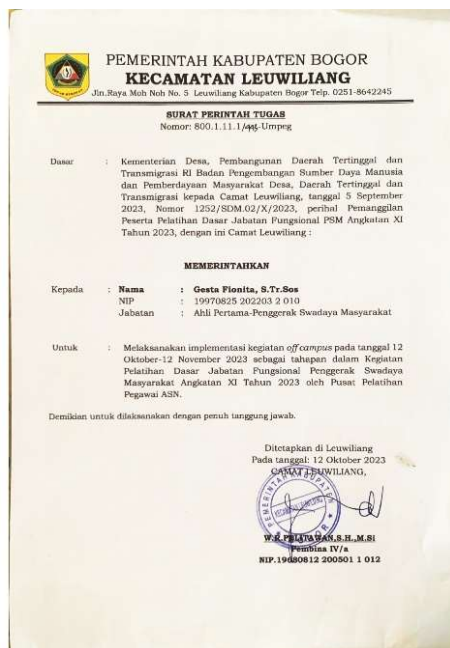 PEMERINTAH KABUPATEN BOGOR
KECAMATAN LEUWILIANG
Jln.Raya Moh Noh No. 5 Leuwiliang Kabupaten Bogor Telp. 0251-8642245
SURAT PERINTAH TUGAS
Nomor: 800.1.11.1/ -Umpeg
Dasar : Kementerian Desa, Pembangunan Daerah Tertinggal dan
Transmigrasi RI Badan Pengembangan Sumber Daya Manusia
dan Pemberdayaan Masyarakat Desa, Daerah Tertinggal dan
Transmigrasi kepada Camat Leuwiliang, tanggal 5 September
2023, Nomor 1252/SDM.02/X/2023, perihal Pemanggilan
Peserta Pelatihan Dasar Jabatan Fungsional PSM Angkatan XI
Tahun 2023, dengan ini Camat Leuwiliang :
MEMERINTAHKAN
Kepada : Nama : Gesta Fionita, S.Tr.Sos
NIP : 19970825 202203 2 010
Jabatan : Ahli Pertama-Penggerak Swadaya Masyarakat
Untuk : Melaksanakan implementasi kegiatan off campus pada tanggal 12
Oktober-12 November 2023 sebagai tahapan dalam Kegiatan
Pelatihan Dasar Jabatan Fungsional Penggerak Swadaya
Masyarakat Angkatan XI Tahun 2023 oleh Pusat Pelatihan
Pegawai ASN.
Demikian untuk dilaksanakan dengan penuh tanggung jawab.
Ditetapkan di Leuwiliang
Pada tanggal: 12 Oktober 2023
CAMAT LEUWILIANG,
PEMERINTAH KABUPATEN
KECAMATAN LEUWILIANG
BOGOR
W.R.PELITAWAN,S.H.,M.Si
Pembina IV/a
NIP.19680812 200501 1 012